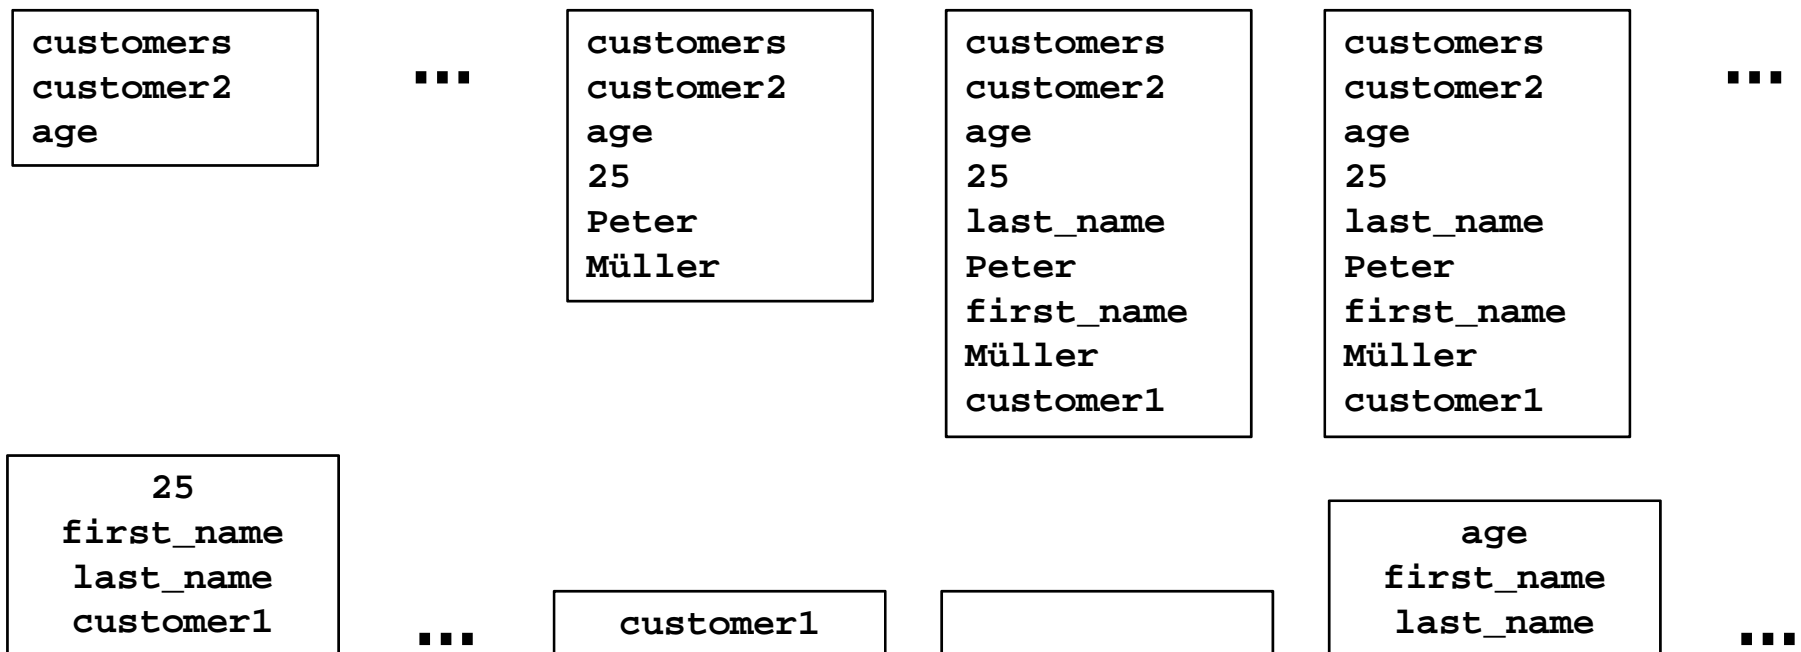 customers
customer2
age
...
customers
customer2
age
25
Peter
Müller
customers
customer2
age
25
last_name
Peter
first_name
Müller
customer1
customers
customer2
age
25
last_name
Peter
first_name
Müller
customer1
...
25
first_name
last_name
customer1
...
customer1
age
first_name
last_name
...